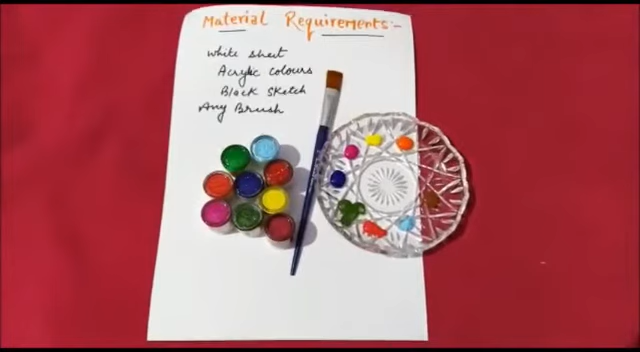 Material Requirements:-
White sheet
Acrylic colours
Black sketch
Any Brush